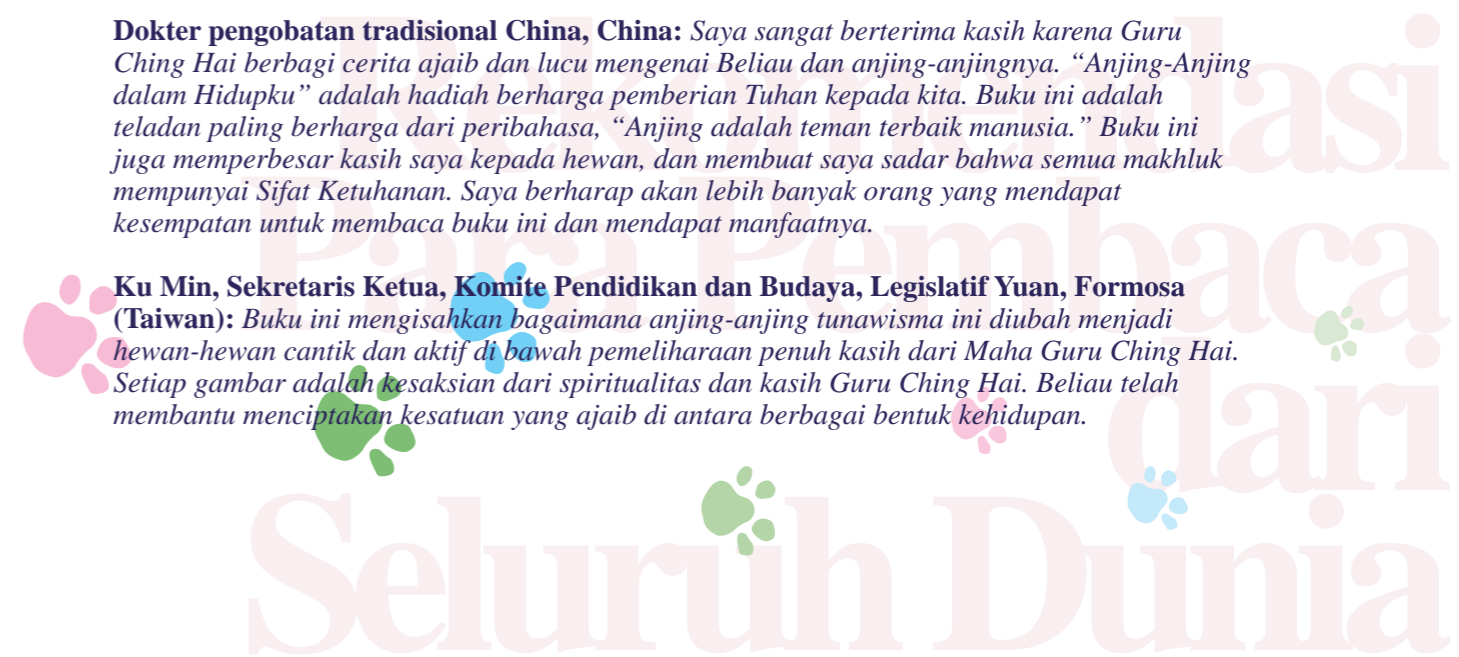 Dokter pengobatan tradisional China, China: Saya sangat berterima kasih karena Guru
Ching Hai berbagi cerita ajaib dan lucu mengenai Beliau dan anjing-anjingnya. “Anjing-Anjing
dalam Hidupku” adalah hadiah berharga pemberian Tuhan kepada kita. Buku ini adalah
teladan paling berharga dari peribahasa, “Anjing adalah teman terbaik manusia.” Buku ini
juga memperbesar kasih saya kepada hewan, dan membuat saya sadar bahwa semua makhluk
mempunyai Sifat Ketuhanan. Saya berharap akan lebih banyak orang yang mendapat
kesempatan untuk membaca buku ini dan mendapat manfaatnya.
Ku Min, Sekretaris Ketua, Komite Pendidikan dan Budaya, Legislatif Yuan, Formosa
(Taiwan): Buku ini mengisahkan bagaimana anjing-anjing tunawisma ini diubah menjadi
hewan-hewan cantik dan aktif di bawah pemeliharaan penuh kasih dari Maha Guru Ching Hai.
Setiap gambar adalah kesaksian dari spiritualitas dan kasih Guru Ching Hai. Beliau telah
membantu menciptakan kesatuan yang ajaib di antara berbagai bentuk kehidupan.
Rekomendasi
Para Pembaca
dari
Seluruh Dunia